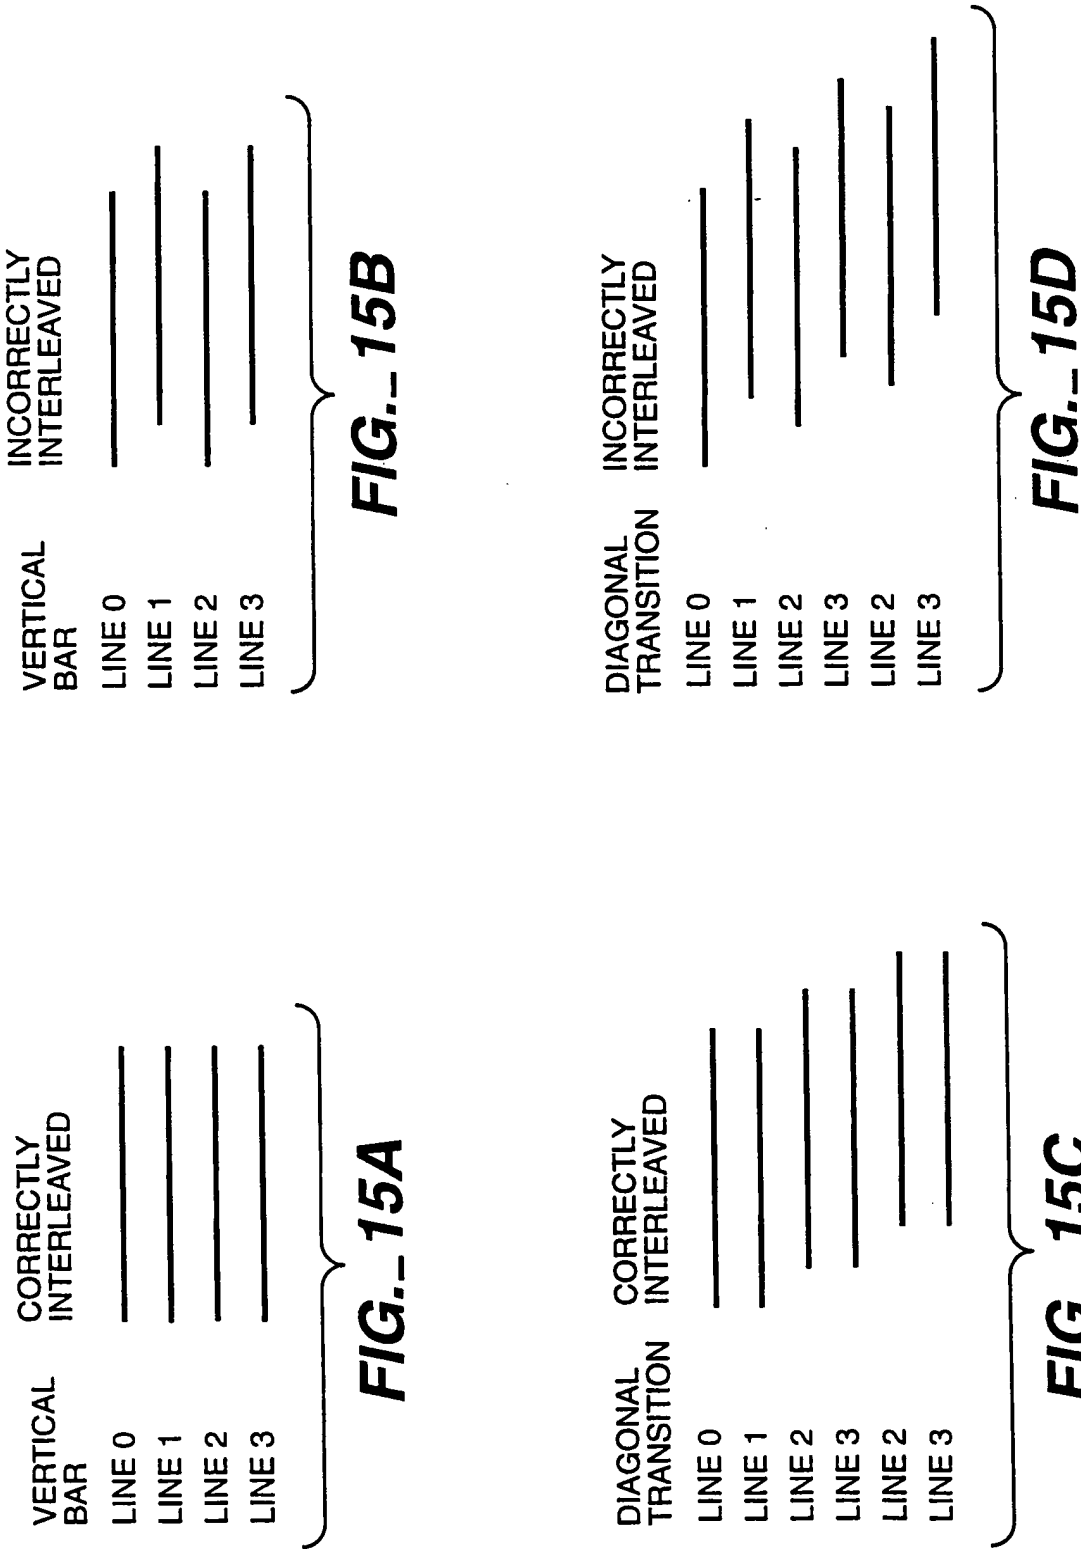 VERTICAL
BAR
CORRECTLY
INTERLEAVED
LINE 0
LINE 1
LINE 2
LINE 3
FIG._15A
VERTICAL
BAR
INCORRECTLY
INTERLEAVED
LINE 0
LINE 1
LINE 2
LINE 3
FIG._15B
DIAGONAL
TRANSITION
CORRECTLY
INTERLEAVED
LINE 0
LINE 1
LINE 2
LINE 3
LINE 2
LINE 3
FIG._15C
DIAGONAL
TRANSITION
INCORRECTLY
INTERLEAVED
LINE 0
LINE 1
LINE 2
LINE 3
LINE 2
LINE 3
FIG._15D